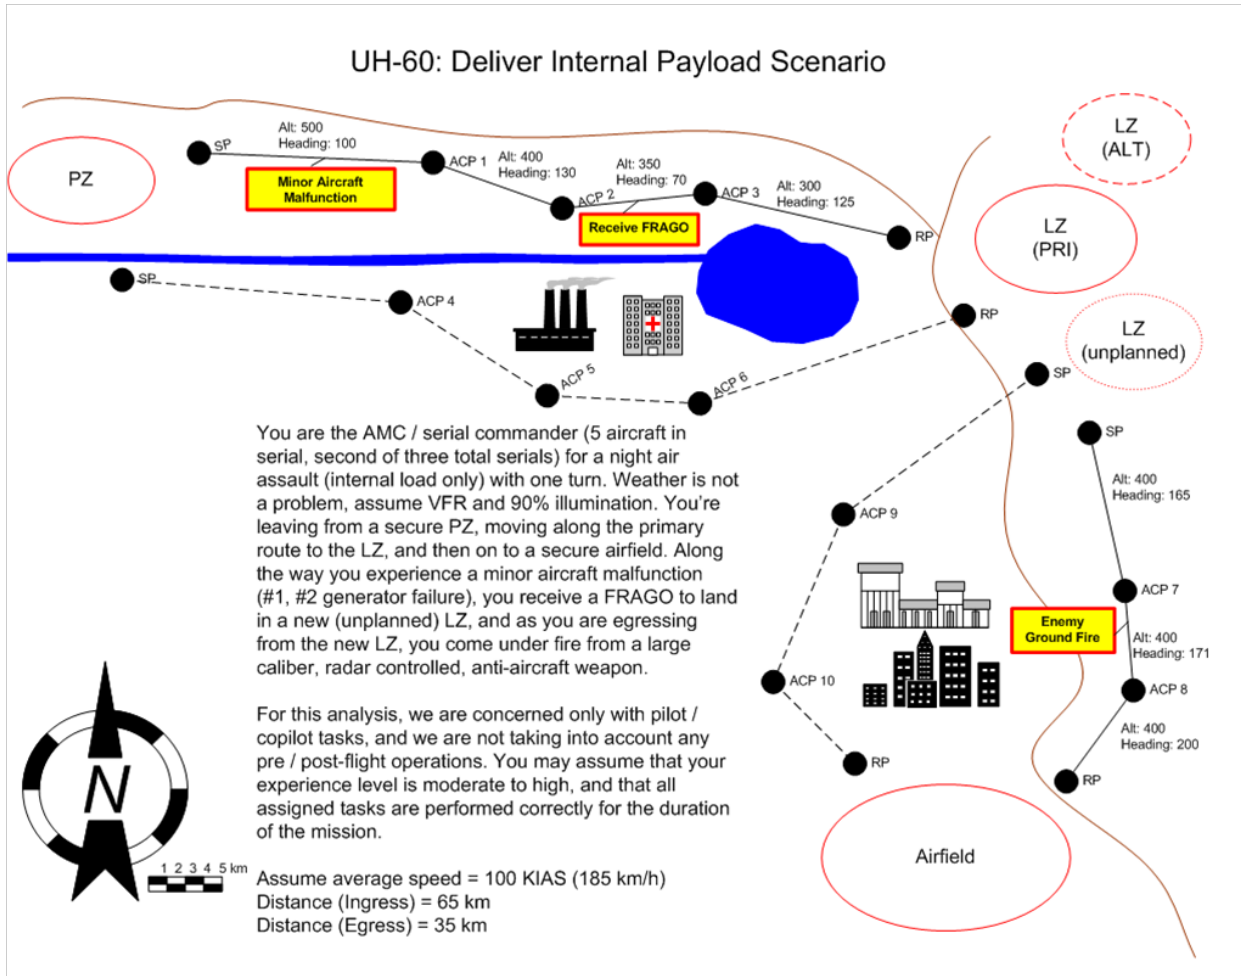 UH-60: Deliver Internal Payload Scenario
PZ
SP
Alt: 500
Heading: 100
Minor Aircraft
Malfunction
ACP 1
Alt: 400
Heading: 130
ACP 2
Alt: 350
Heading: 70
Receive FRAGO
ACP 3
Alt: 300
Heading: 125
RP
LZ
(ALT)
LZ
(PRI)
LZ
(unplanned)
SP
ACP 4
ACP 5
ACP 6
RP
SP
ACP 9
ACP 10
RP
SP
Alt: 400
Heading: 165
ACP 7
Enemy
Ground Fire
Alt: 400
Heading: 171
ACP 8
Alt: 400
Heading: 200
RP
Airfield
You are the AMC / serial commander (5 aircraft in
serial, second of three total serials) for a night air
assault (internal load only) with one turn. Weather is not
a problem, assume VFR and 90% illumination. You're
leaving from a secure PZ, moving along the primary
route to the LZ, and then on to a secure airfield. Along
the way you experience a minor aircraft malfunction
(#1, #2 generator failure), you receive a FRAGO to land
in a new (unplanned) LZ, and as you are egressing
from the new LZ, you come under fire from a large
caliber, radar controlled, anti-aircraft weapon.
For this analysis, we are concerned only with pilot /
copilot tasks, and we are not taking into account any
pre / post-flight operations. You may assume that your
experience level is moderate to high, and that all
assigned tasks are performed correctly for the duration
of the mission.
Assume average speed = 100 KIAS (185 km/h)
Distance (Ingress) = 65 km
Distance (Egress) = 35 km
N
1 2 3 4 5 km